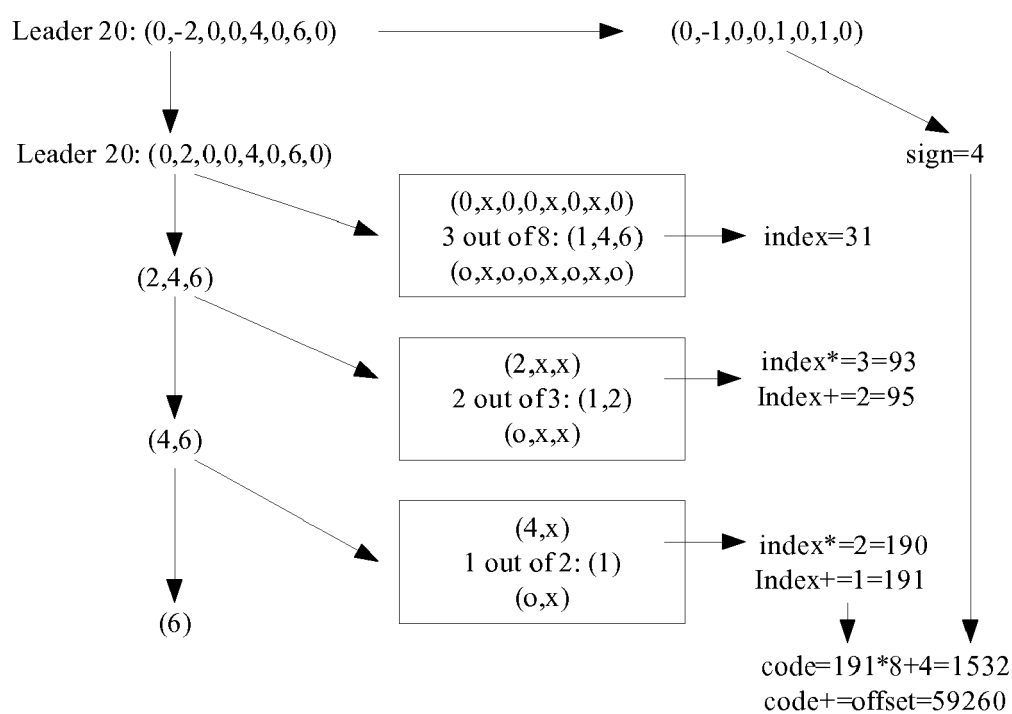 Leader 20: (0,-2,0,0,4,0,6,0)
(0,-1,0,0,1,0,1,0)
Leader 20: (0,2,0,0,4,0,6,0)
sign=4
(0,x,0,0,x,0,x,0)
3 out of 8: (1,4,6)
(o,x,o,o,x,o,x,o)
index=31
(2,4,6)
(2,x,x)
2 out of 3: (1,2)
(o,x,x)
index*=3=93
Index+=2=95
(4,6)
(4,x)
1 out of 2: (1)
(o,x)
index*=2=190
Index+=1=191
(6)
code=191*8+4=1532
code+=offset=59260